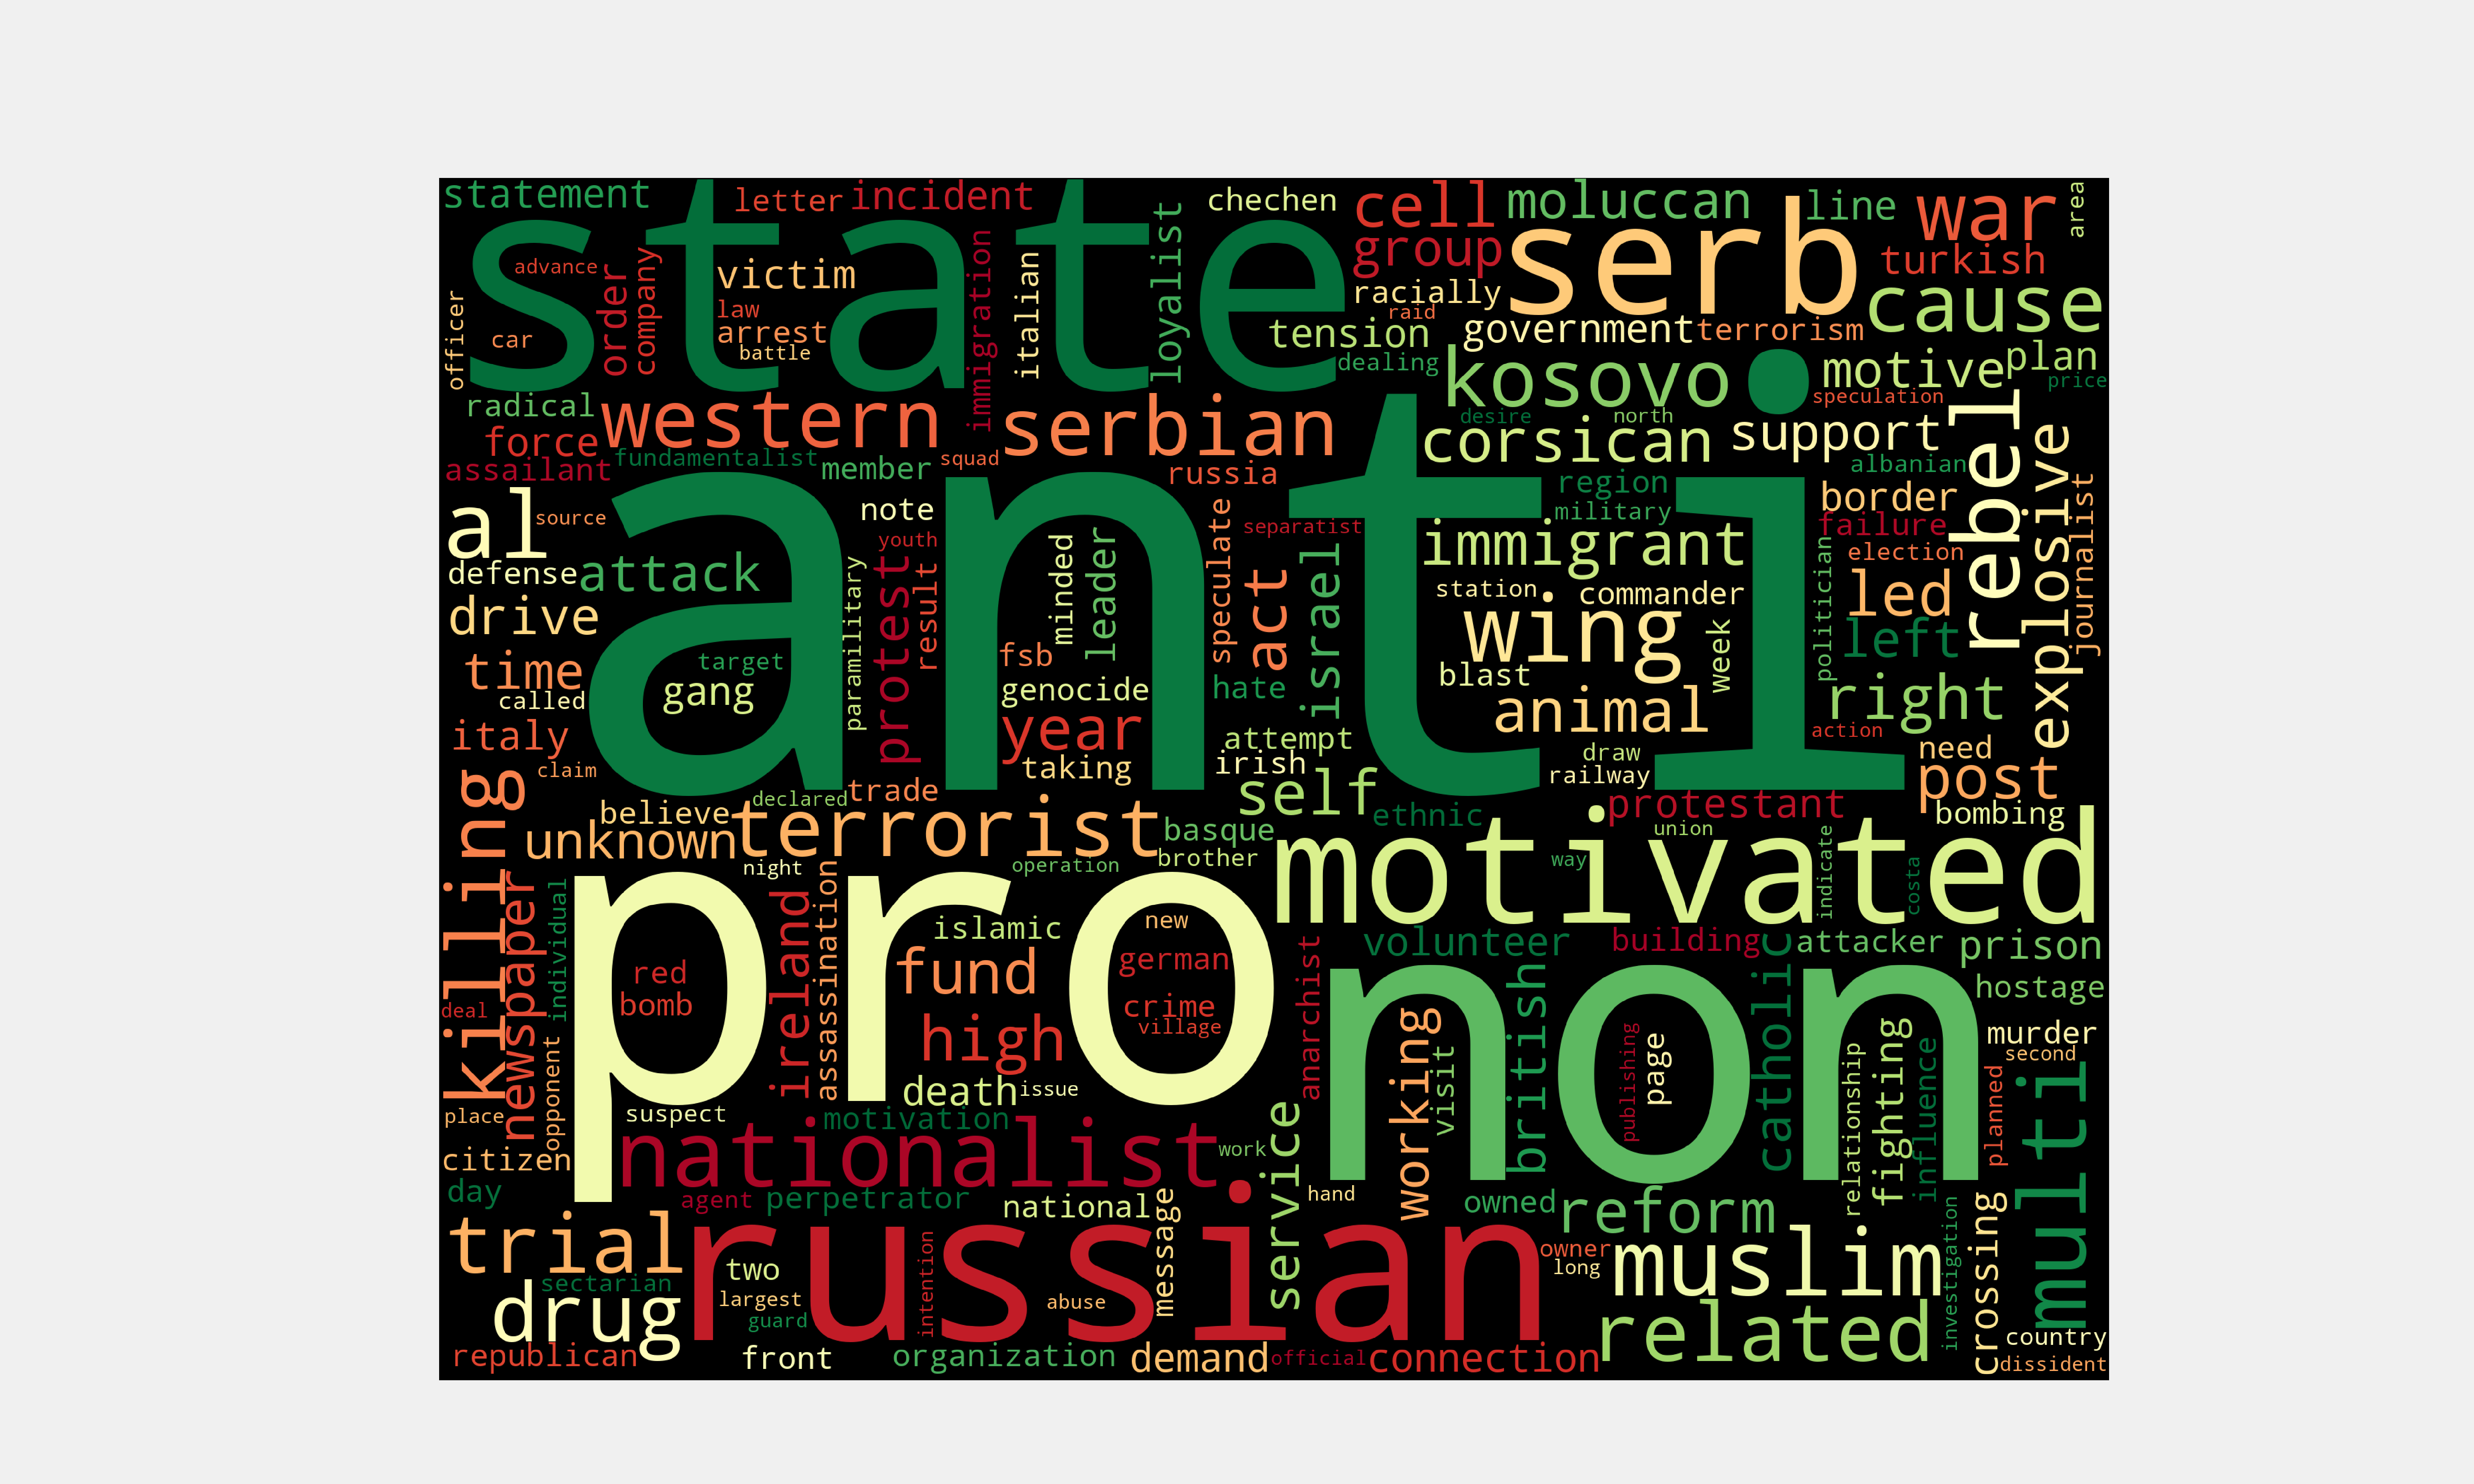 statement
letter
incident
chechen
cell
moluccan
line
war
area
state
advance
order
company
victim
immigration
italian
loyalist
group
racially
serb
turkish
officer
car
law
arrest
battle
tension
raid
government
terrorism
cause
dealing
kosovo
motive
plan
price
radical
western
serbian
desire
north
speculation
rebel
force
corsican
support
explosive
assailant
fundamentalist
member
squad
russia
albanian
anti
al
source
note
youth
separatist
region
military
border
failure
journalist
defense
attack
paramilitary
protest
result
minded
leader
speculate
act
israel
immigrant
election
politician
drive
station
commander
led
time
target
gang
called
fsb
genocide
hate
wing
week
blast
left
right
italy
year
animal
action
killing
claim
taking
attempt
irish
draw
railway
need
post
declared
trade
self
ethnic
protestant
bombing
believe
unknown
terrorist
basque
union
indicate
brother
motivated
way
costa
night
operation
newspaper
individual
pro
ireland
assassination
islamic
new
volunteer
building
catholic
attacker
prison
red
bomb
fund
german
crime
village
anarchist
non
hostage
deal
high
working
visit
british
publishing
page
relationship
fighting
influence
murder
second
planned
multi
opponent
death
issue
place
suspect
motivation
citizen
nationalist
work
service
day
agent
perpetrator
national
message
hand
owned
reform
crossing
trial
russian
owner
long
muslim
investigation
sectarian
two
largest
guard
intention
abuse
drug
related
country
republican
front
organization
demand
official
connection
dissident